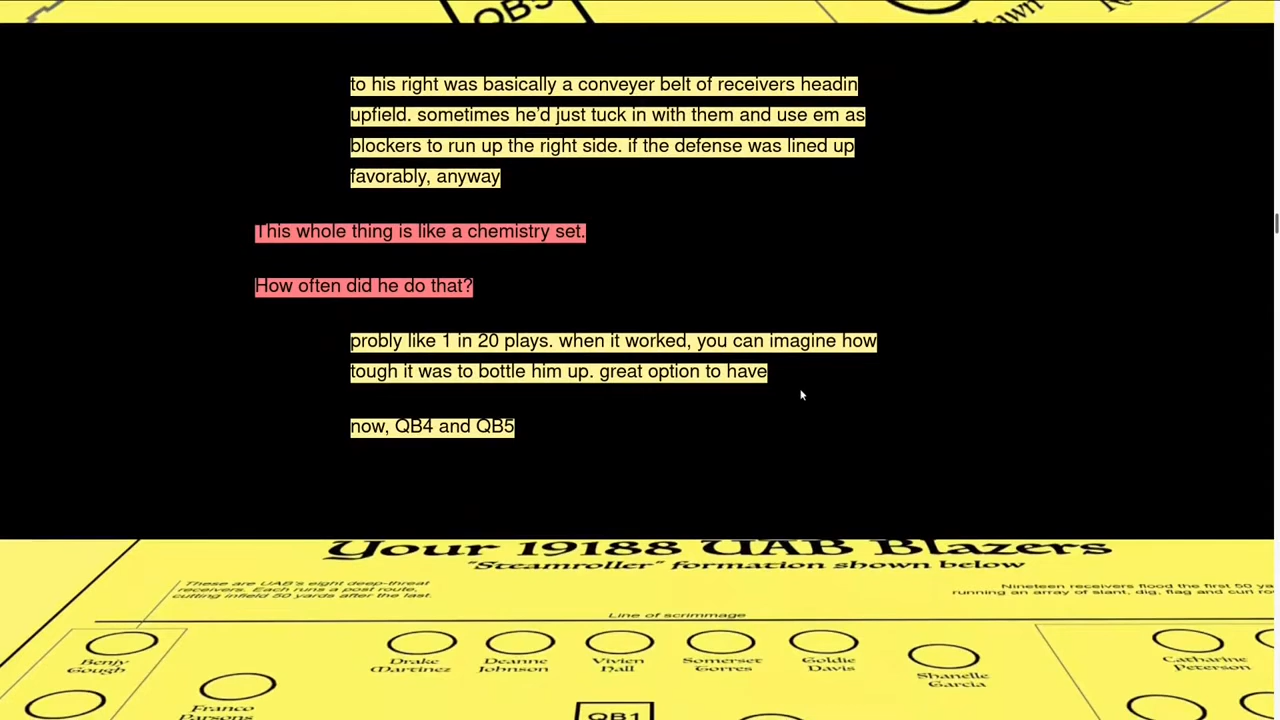 QB5
to his right was basically a conveyer belt of receivers headin
upfield. sometimes he'd just tuck in with them and use em as
blockers to run up the right side. if the defense was lined up
favorably, anyway
This whole thing is like a chemistry set.
How often did he do that?
probly like 1 in 20 plays. when it worked, you can imagine how
tough it was to bottle him up. great option to have
now, QB4 and QB5
Your 19188 UAB Blazers
"Steamroller" formation shown below
These are UAB's eight deep-threat
receivers. Each runs a post route,
cutting infield 50 yards after the last.
Nineteen receivers flood the first 50 ya
running an array of slant, dig, flag and curl ro
Line of scrimmage
Benjy
Gough
Drake
Martinez
Deanne
Johnson
Vivien
Hall
Somerset
Torres
Goldie
Davis
Shanelle
Garcia
Catharine
Peterson
Franco
Parsons
QB1